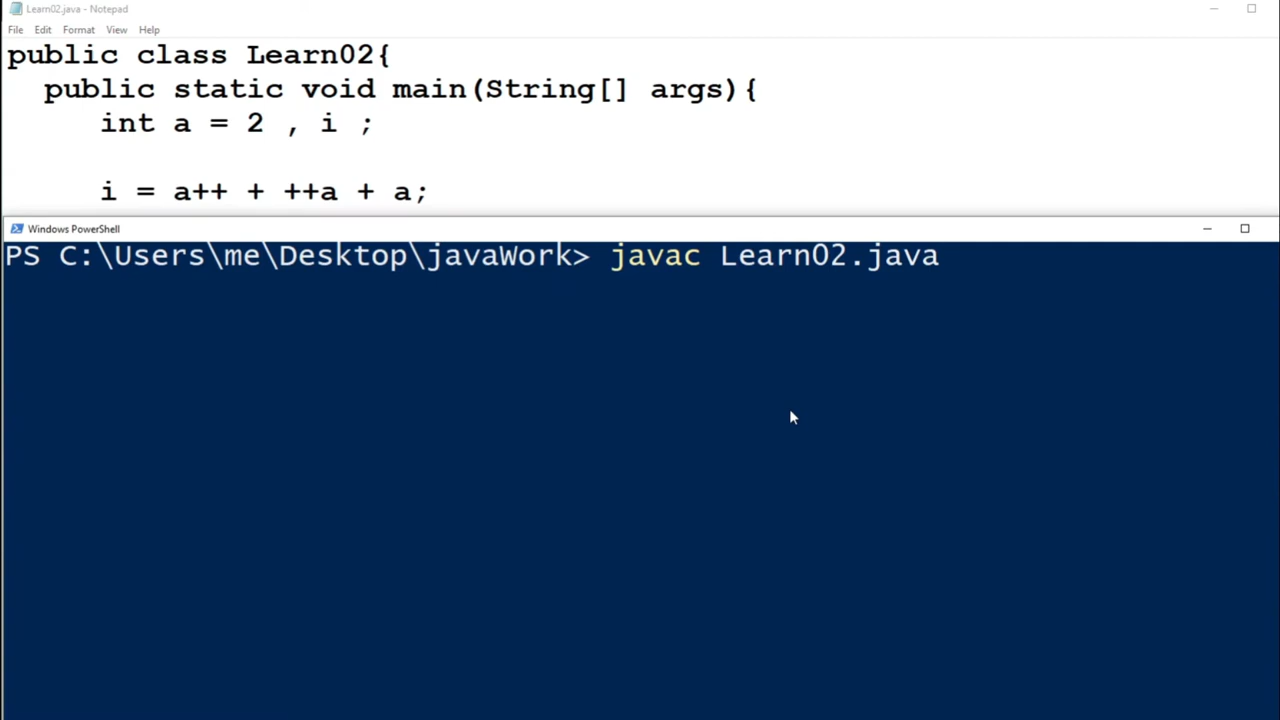 Learn02.java - Notepad
File Edit Format View Help
public class Learn02{
public static void main(String[] args){
int a = 2 , i ;
i = a++ + ++a + a;
Windows PowerShell
PS C:\Users\me\Desktop\javaWork> javac Learn02.java